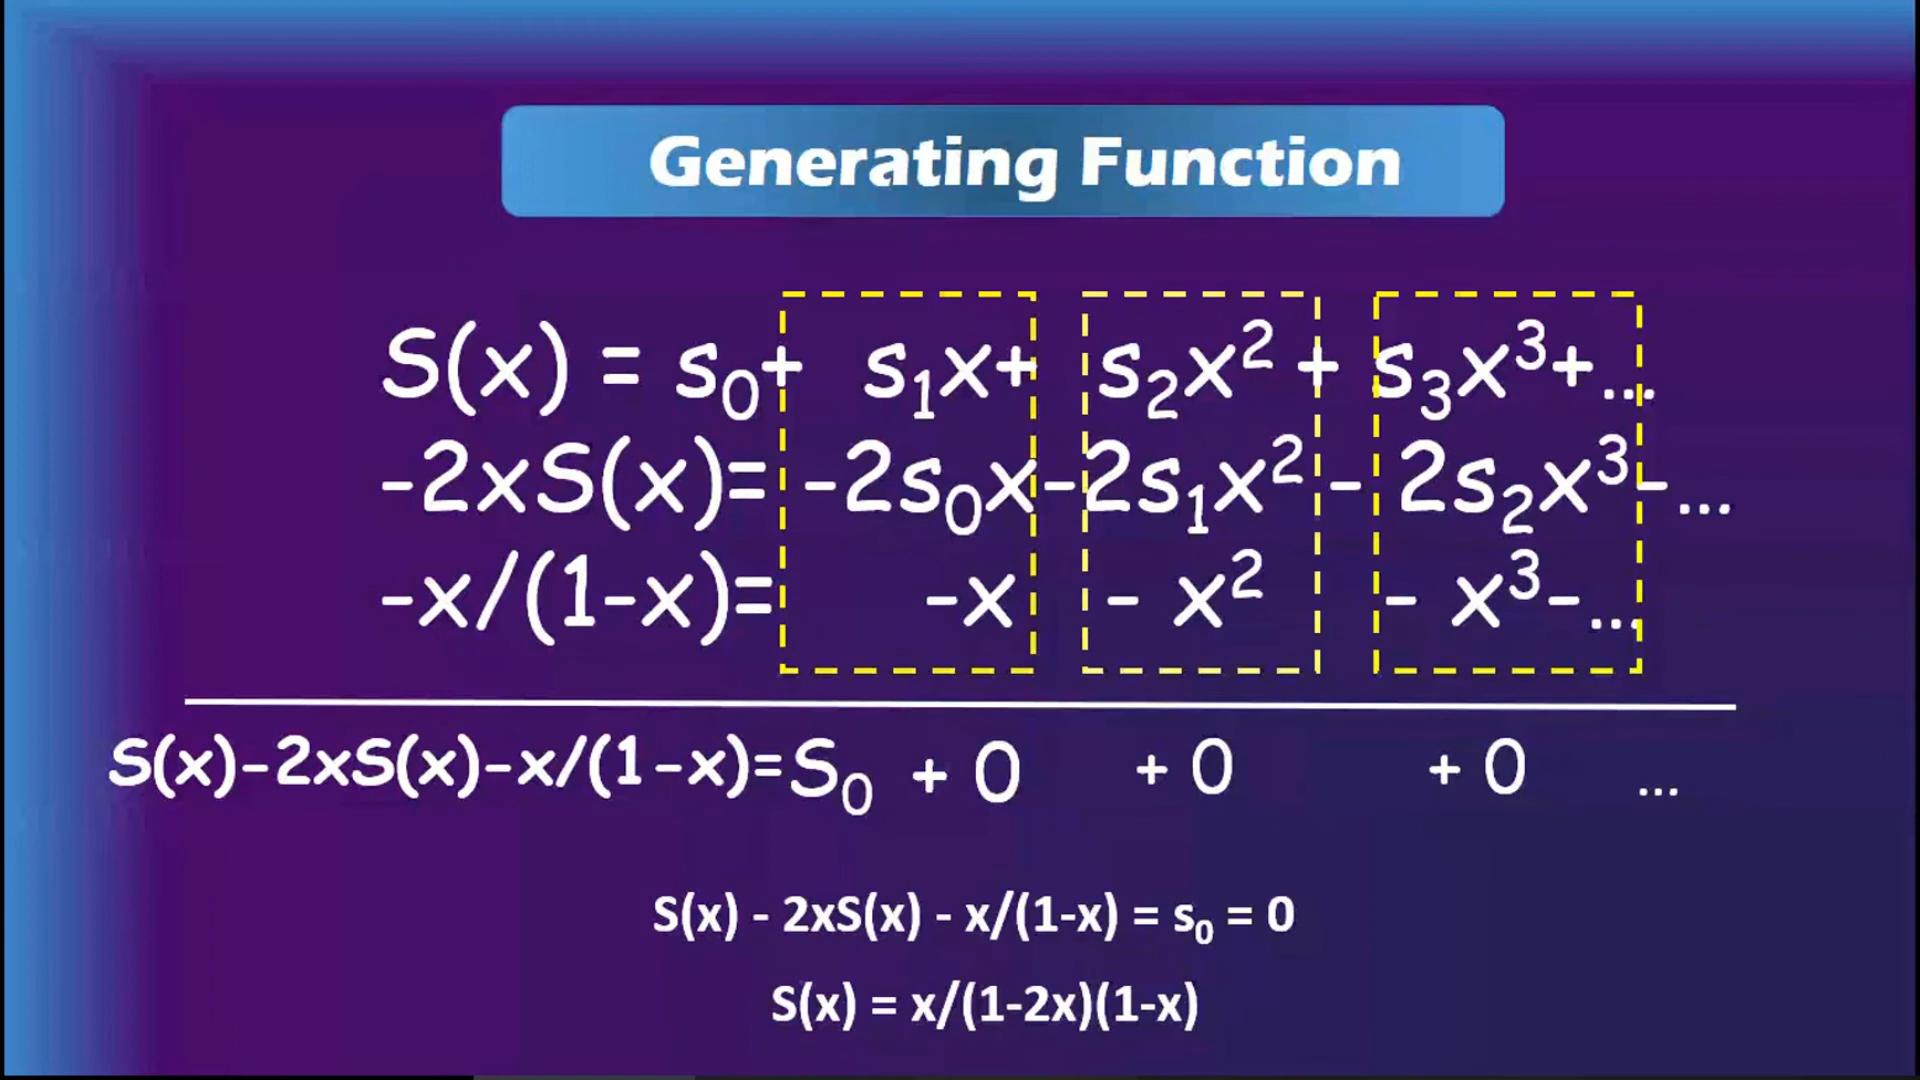 Generating Function
S(x) = s₀+ s₁x+ s₂x² + s₃x³+...
-2xS(x)= -2s₀x-2s₁x² - 2s₂x³-...
-x/(1-x)= -x - x² - x³-...
S(x)-2xS(x)-x/(1-x)=S₀ + 0 + 0 + 0 ...
S(x) - 2xS(x) - x/(1-x) = s₀ = 0
S(x) = x/(1-2x)(1-x)